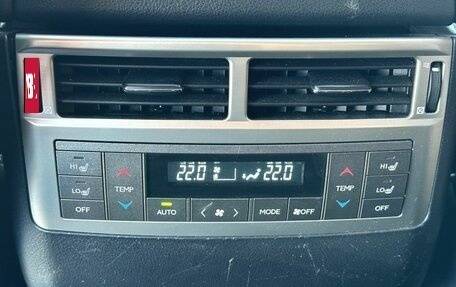 22.0 22.0
HI TEMP TEMP HI
LO LO
OFF AUTO MODE OFF OFF